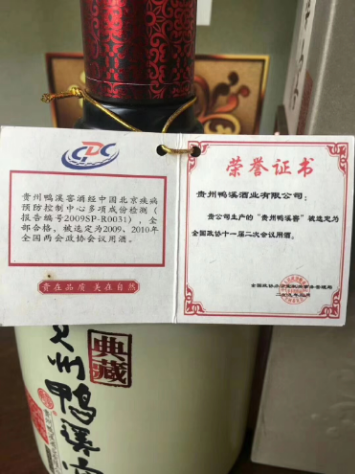 CDC
贵州鸭溪窖酒经中国北京疾病
预防控制中心多项成份检测(
报告编号2009SP-R0031),全
部合格,被选定为2009、2010年
全国两会政协会议用酒。
贵在品质 美在自然
荣誉证书
贵州鸭溪酒业有限公司:
贵公司生产的“贵州鸭溪窖”被选定为
全国政协十一届二次会议用酒。
典藏
州鸭溪窖